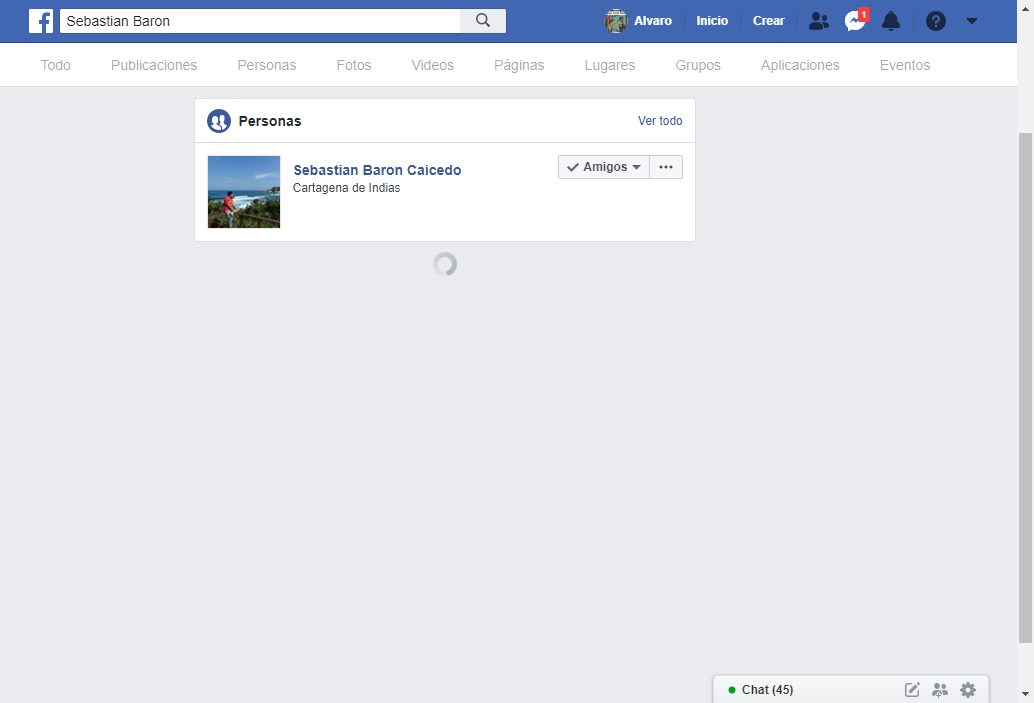 Sebastian Baron
Alvaro Inicio Crear 1
Todo Publicaciones Personas Fotos Videos Páginas Lugares Grupos Aplicaciones Eventos
Personas Ver todo
Sebastian Baron Caicedo Amigos
Cartagena de Indias
Chat (45)